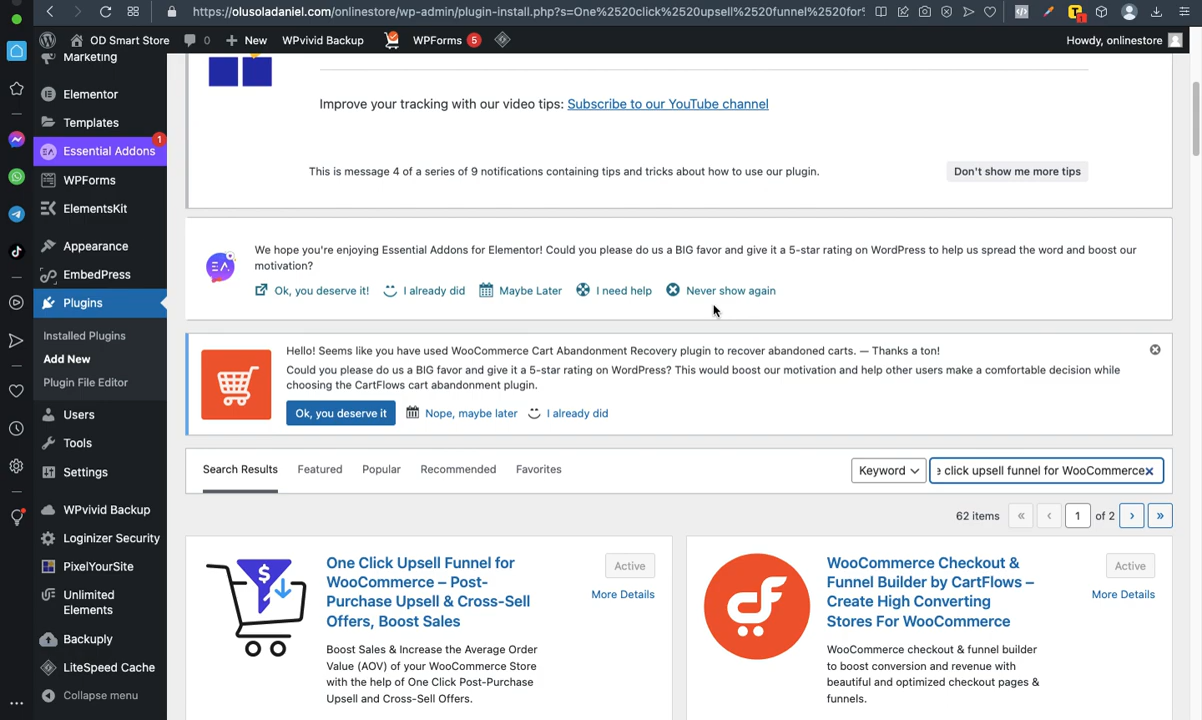 https://olusoladaniel.com/onlinestore/wp-admin/plugin-install.php?s=One%2520click%2520upsell%2520funnel%2520for%
OD Smart Store 0 New WPvivid Backup WPForms 5 Howdy, onlinestore
Marketing
Elementor
Templates
Essential Addons 1
WPForms
ElementsKit
Appearance
EmbedPress
Plugins
Installed Plugins
Add New
Plugin File Editor
Users
Tools
Settings
WPvivid Backup
Loginizer Security
PixelYourSite
Unlimited
Elements
Backuply
LiteSpeed Cache
Collapse menu
Improve your tracking with our video tips: Subscribe to our YouTube channel
This is message 4 of a series of 9 notifications containing tips and tricks about how to use our plugin. Don't show me more tips
We hope you're enjoying Essential Addons for Elementor! Could you please do us a BIG favor and give it a 5-star rating on WordPress to help us spread the word and boost our
motivation?
Ok, you deserve it! I already did Maybe Later I need help Never show again
Hello! Seems like you have used WooCommerce Cart Abandonment Recovery plugin to recover abandoned carts. — Thanks a ton!
Could you please do us a BIG favor and give it a 5-star rating on WordPress? This would boost our motivation and help other users make a comfortable decision while
choosing the CartFlows cart abandonment plugin.
Ok, you deserve it Nope, maybe later I already did
Search Results Featured Popular Recommended Favorites Keyword e click upsell funnel for WooCommerce
62 items « ‹ 1 of 2 › »
One Click Upsell Funnel for
WooCommerce – Post-
Purchase Upsell & Cross-Sell
Offers, Boost Sales
Active
More Details
Boost Sales & Increase the Average Order
Value (AOV) of your WooCommerce Store
with the help of One Click Post-Purchase
Upsell and Cross-Sell Offers.
WooCommerce Checkout &
Funnel Builder by CartFlows –
Create High Converting
Stores For WooCommerce
Active
More Details
WooCommerce checkout & funnel builder
to boost conversion and revenue with
beautiful and optimized checkout pages &
funnels.